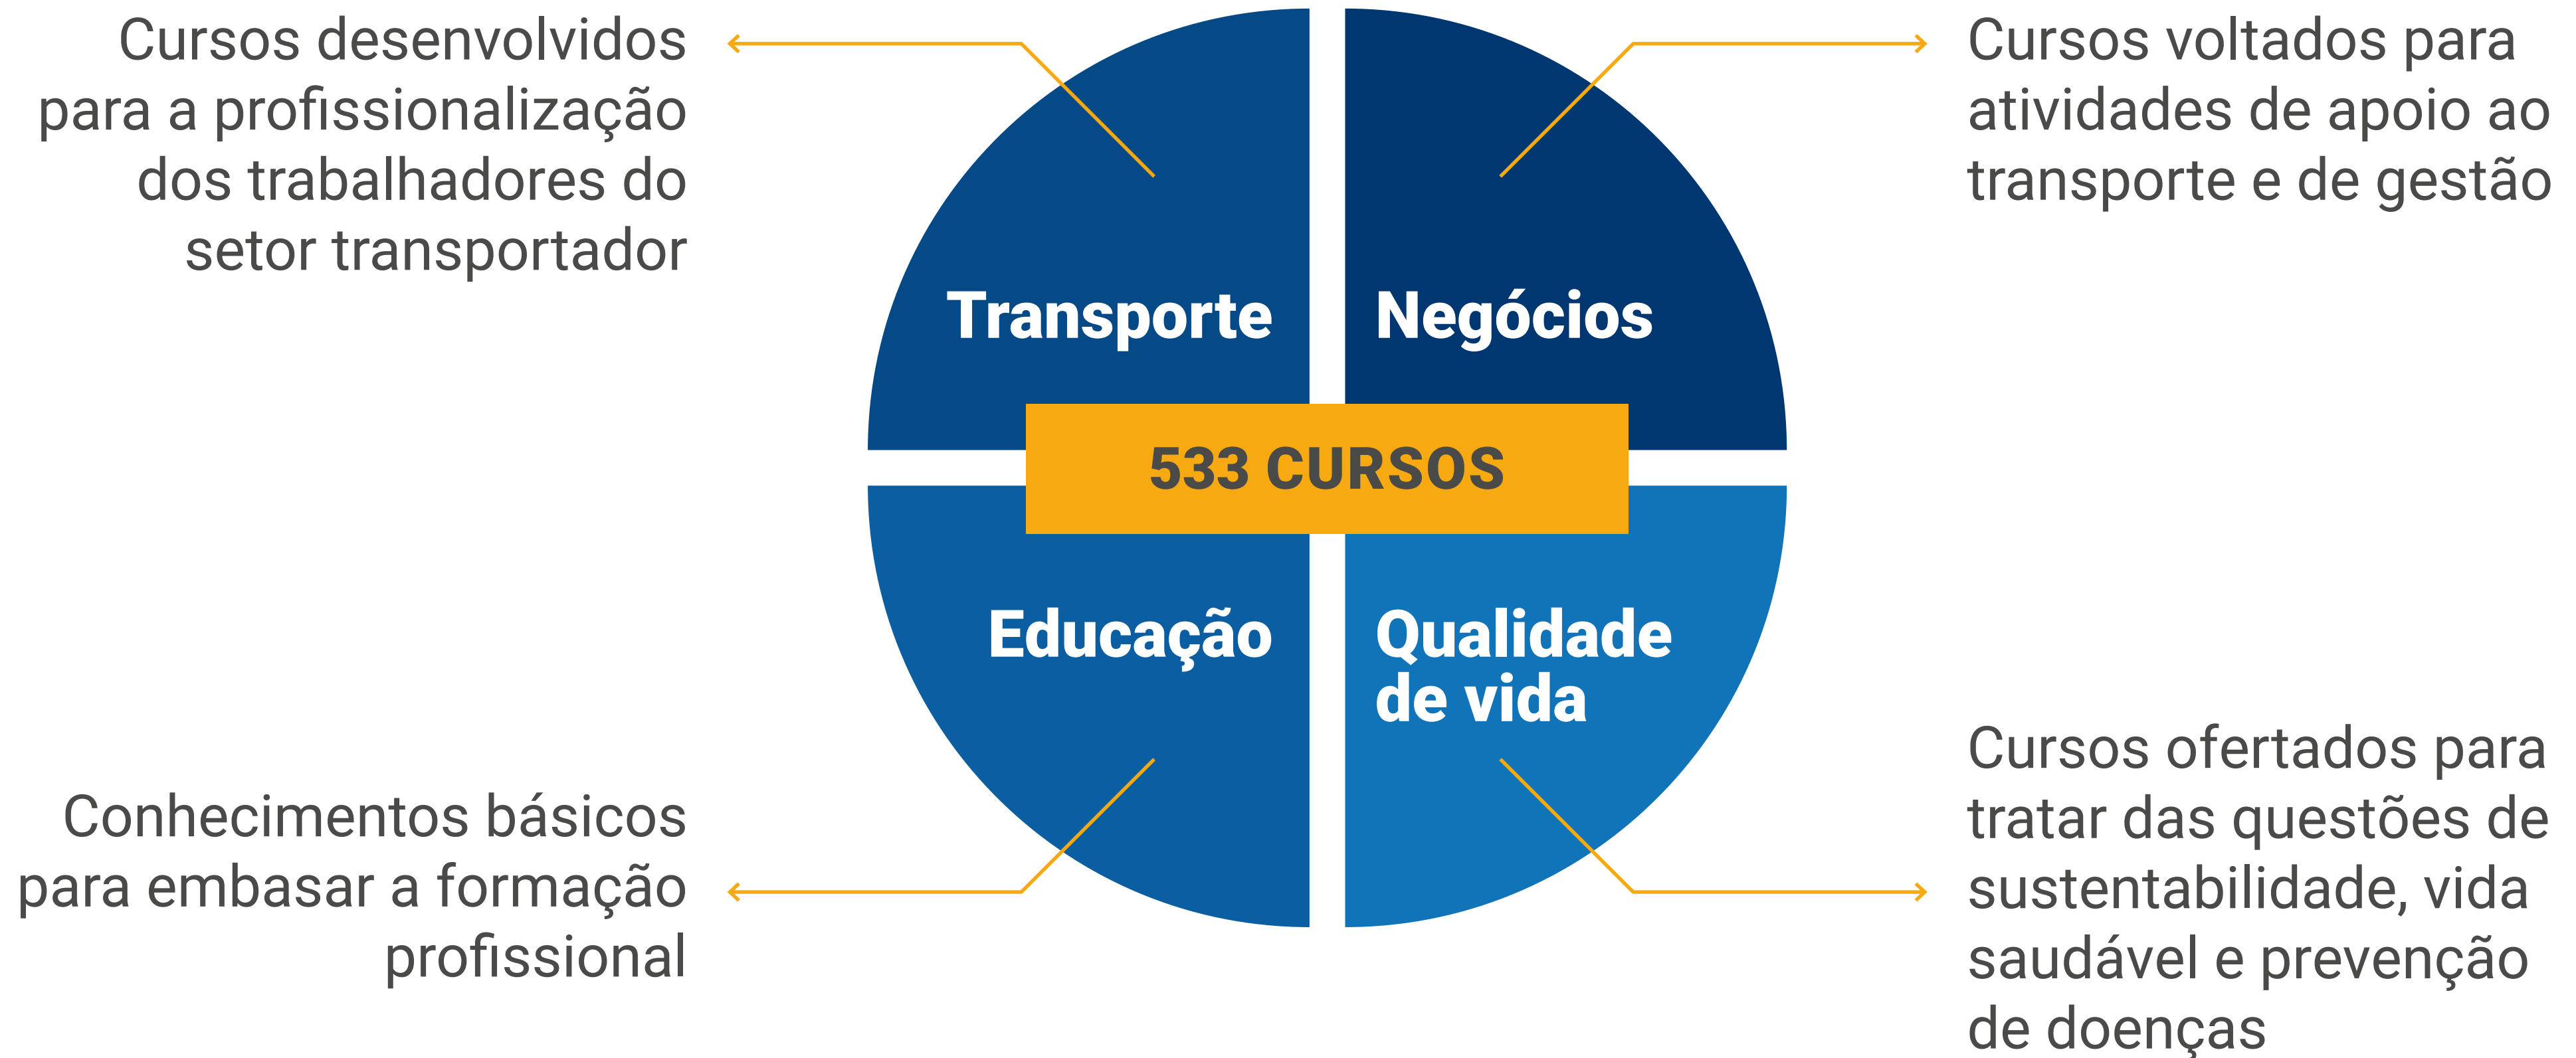 Cursos desenvolvidos
para a profissionalização
dos trabalhadores do
setor transportador
Transporte
Negócios
Cursos voltados para
atividades de apoio ao
transporte e de gestão
533 CURSOS
Educação
Qualidade
de vida
Conhecimentos básicos
para embasar a formação
profissional
Cursos ofertados para
tratar das questões de
sustentabilidade, vida
saudável e prevenção
de doenças